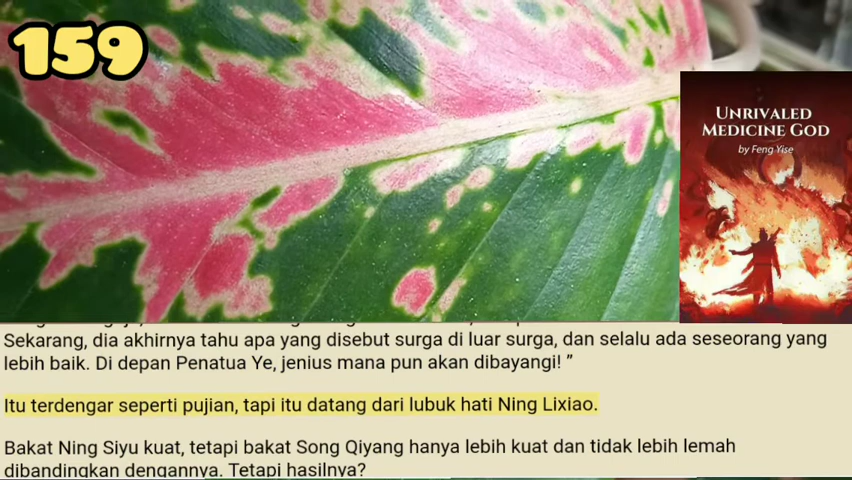 159
UNRIVALED
MEDICINE GOD
by Feng Yise
Sekarang, dia akhirnya tahu apa yang disebut surga di luar surga, dan selalu ada seseorang yang
lebih baik. Di depan Penatua Ye, jenius mana pun akan dibayangi! ”
Itu terdengar seperti pujian, tapi itu datang dari lubuk hati Ning Lixiao.
Bakat Ning Siyu kuat, tetapi bakat Song Qiyang hanya lebih kuat dan tidak lebih lemah
dibandingkan dengannya. Tetapi hasilnya?